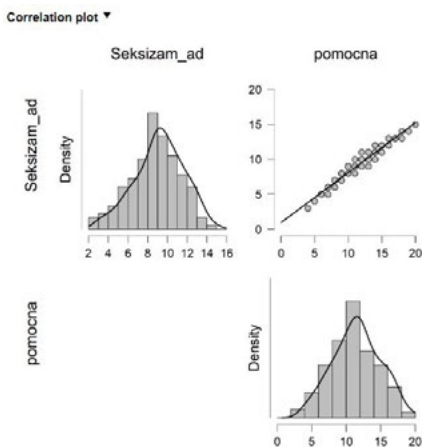 Correlation plot ▼
Seksizam_ad pomocna
Seksizam_ad
Density
20
15
10
5
0
2 4 6 8 10 12 14 16
0 5 10 15 20
pomocna
Density
0 5 10 15 20